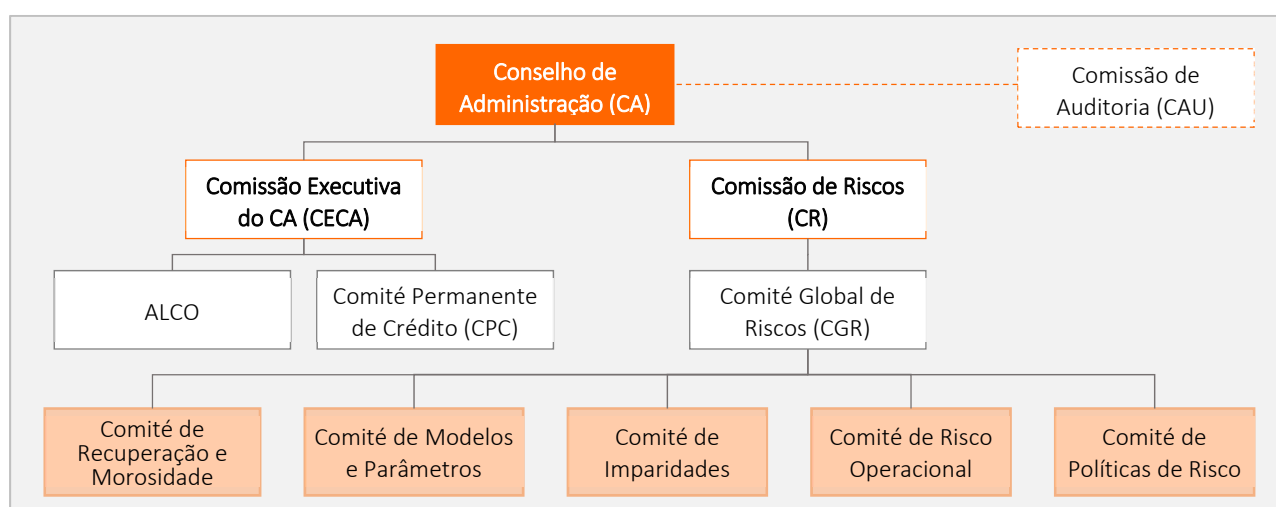 Conselho de
Administração (CA)
Comissão de
Auditoria (CAU)
Comissão Executiva
do CA (CECA)
Comissão de Riscos
(CR)
ALCO
Comité Permanente
de Crédito (CPC)
Comité Global de
Riscos (CGR)
Comité de
Recuperação e
Morosidade
Comité de Modelos
e Parâmetros
Comité de
Imparidades
Comité de Risco
Operacional
Comité de
Políticas de Risco